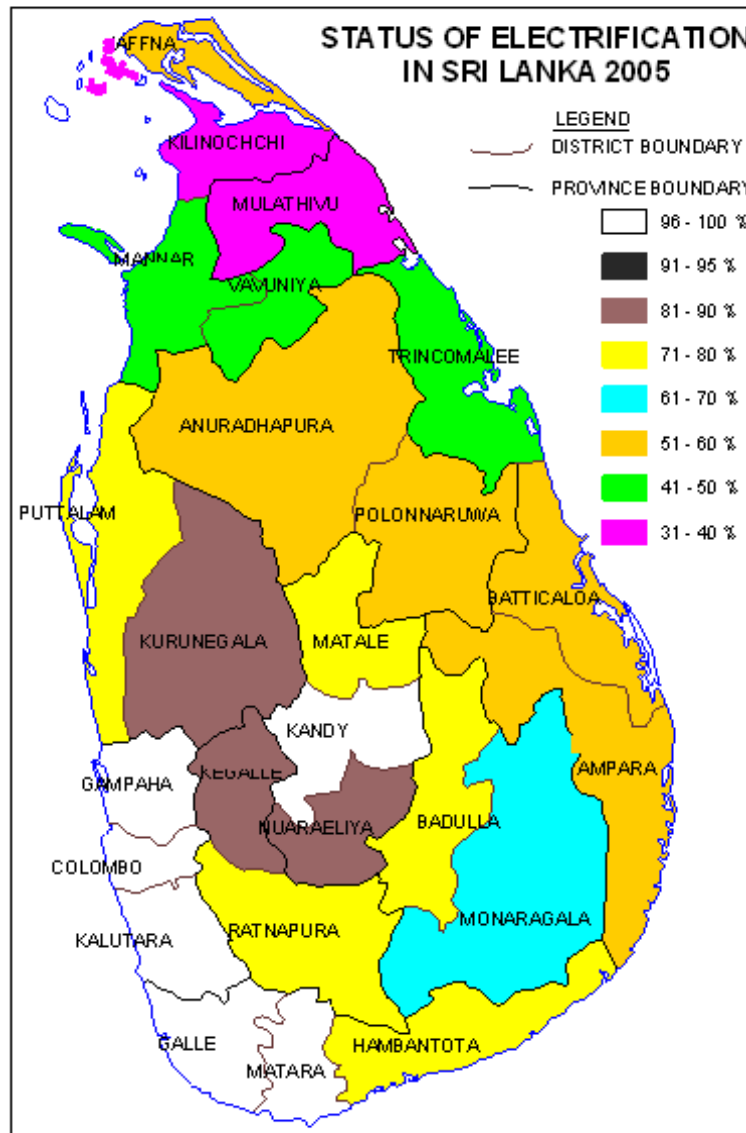 STATUS OF ELECTRIFICATION
IN SRI LANKA 2005
LEGEND
DISTRICT BOUNDARY
PROVINCE BOUNDARY
96 - 100 %
91 - 95 %
81 - 90 %
71 - 80 %
61 - 70 %
51 - 60 %
41 - 50 %
31 - 40 %
JAFFNA
KILINOCHCHI
MULATHIVU
MANNAR
VAVUNIYA
TRINCOMALEE
ANURADHAPURA
PUTTALAM
POLONNARUWA
BATTICALOA
KURUNEGALA
MATALE
KANDY
GAMPAHA
KEGALLE
AMPARA
NUARAELIYA
BADULLA
COLOMBO
MONARAGALA
KALUTARA
RATNAPURA
GALLE
HAMBANTOTA
MATARA